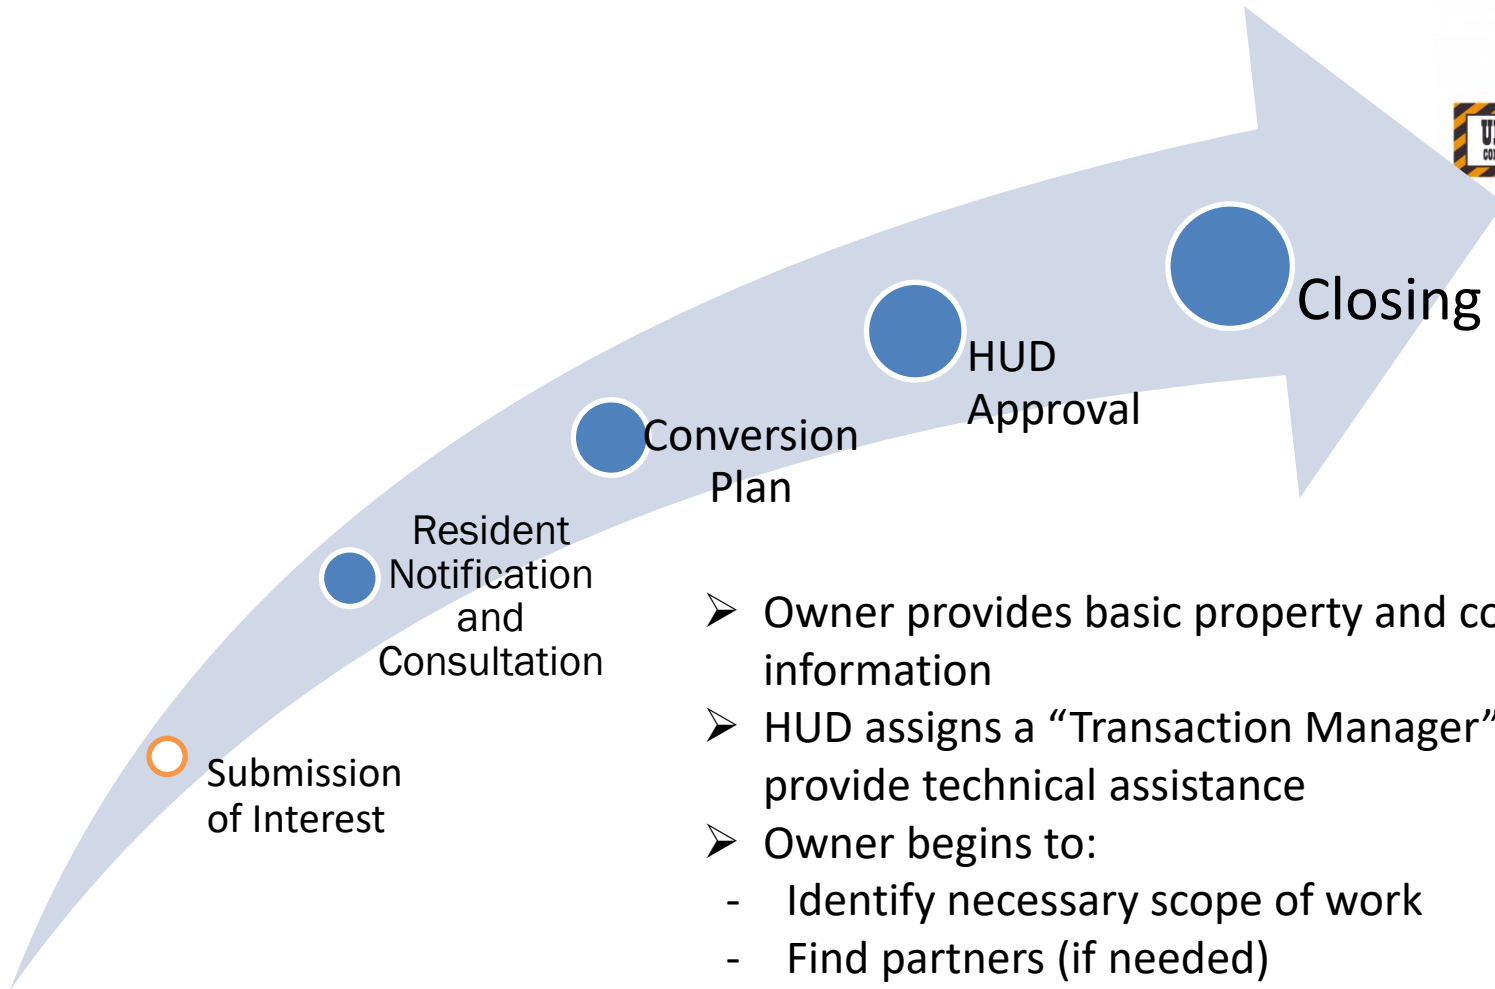 Closing
HUD
Approval
Conversion
Plan
Resident
Notification
and
Consultation
Submission
of Interest
➢ Owner provides basic property and
information
➢ HUD assigns a “Transaction Manager”
provide technical assistance
➢ Owner begins to:
- Identify necessary scope of work
- Find partners (if needed)